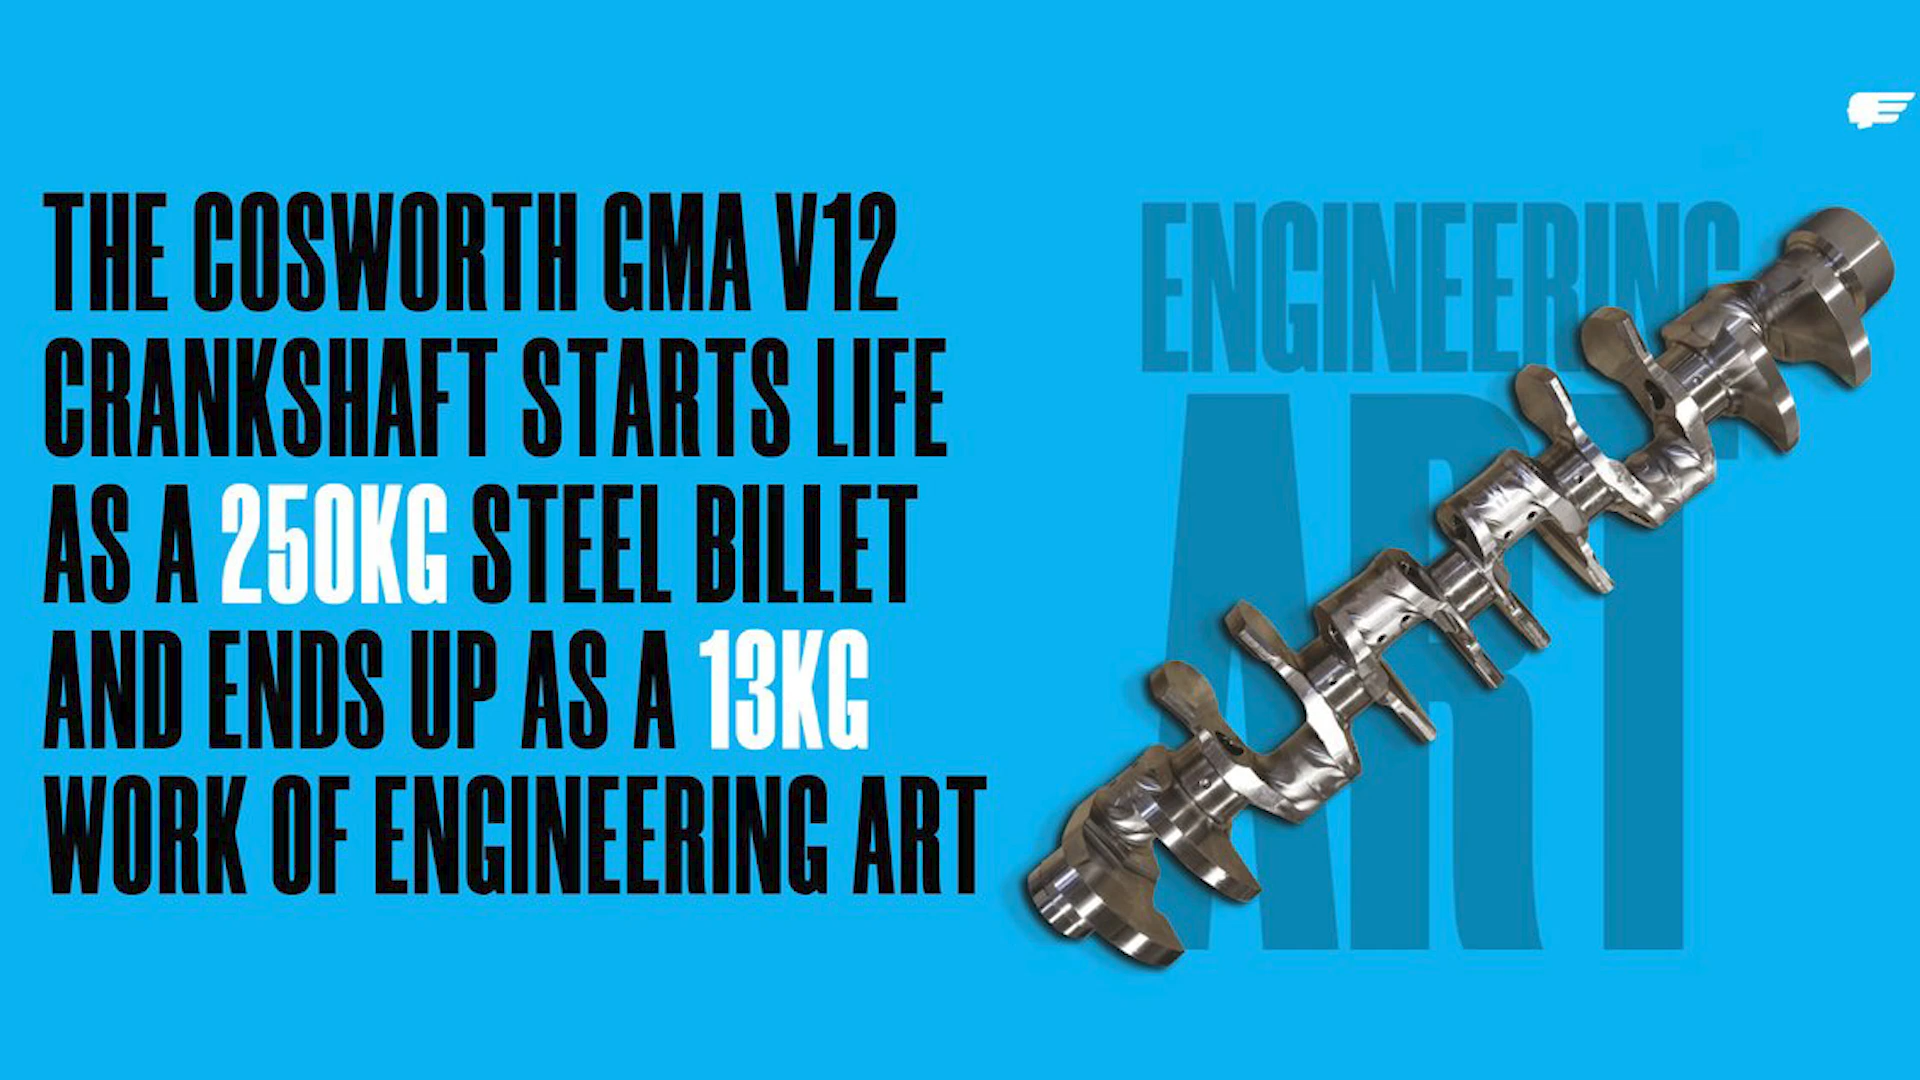 THE COSWORTH GMA V12
CRANKSHAFT STARTS LIFE
AS A 250KG STEEL BILLET
AND ENDS UP AS A 13KG
WORK OF ENGINEERING ART
ENGINEERING
ART